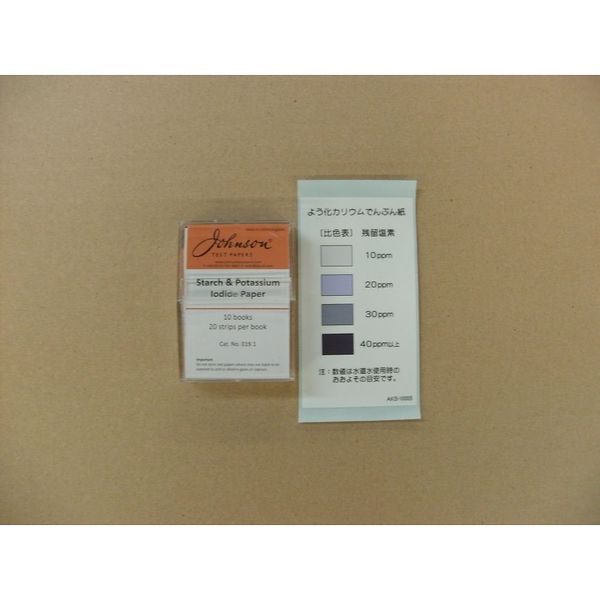 Johnson
TEST PAPERS
Starch & Potassium
Iodide Paper
10 books
20 strips per book
Cat. No. 019.1
Important
よう化カリウムでんぷん紙
［比色表］ 残留塩素
10ppm
20ppm
30ppm
40ppm以上
注：数値は水道水使用時の
おおよその目安です。